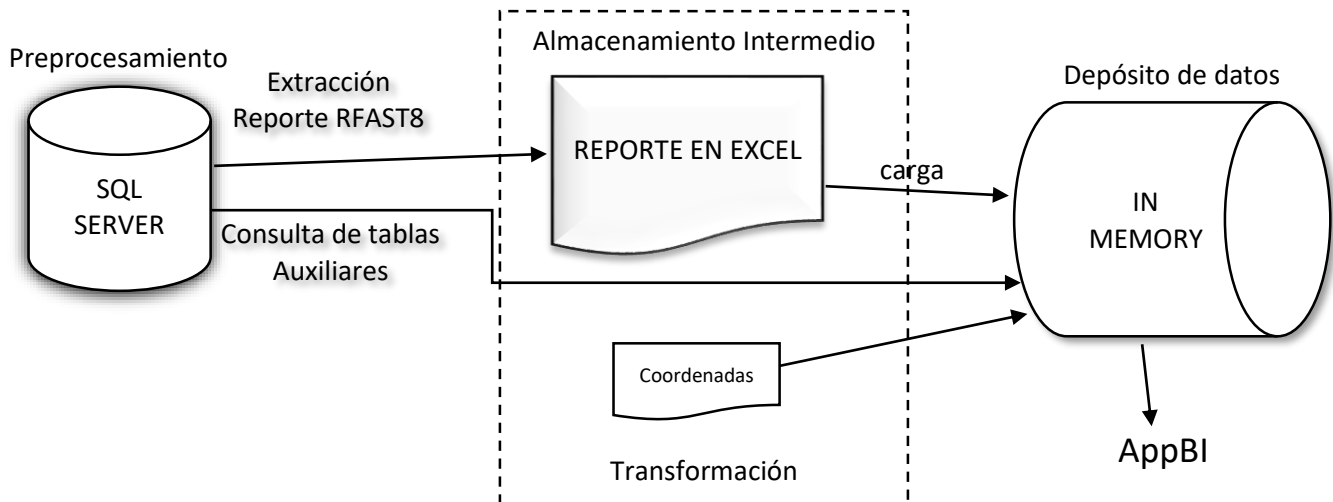 Preprocesamiento
SQL
SERVER
Extracción
Reporte RFAST8
Consulta de tablas
Auxiliares
Almacenamiento Intermedio
REPORTE EN EXCEL
Coordenadas
Transformación
carga
Depósito de datos
IN
MEMORY
AppBI